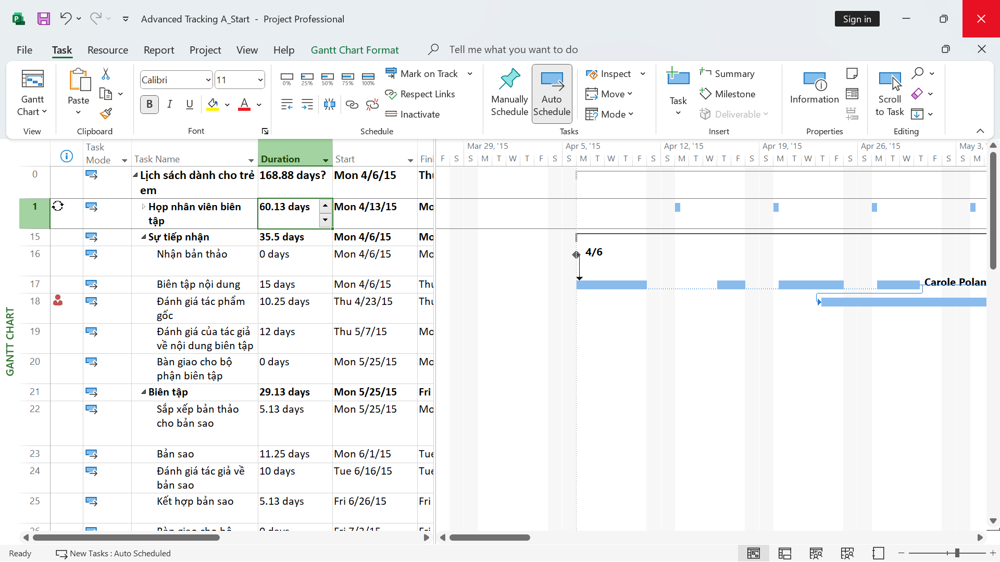 Advanced Tracking A_Start - Project Professional
Sign in
File Task Resource Report Project View Help Gantt Chart Format Tell me what you want to do
Gantt
Chart
View
Paste
Clipboard
Calibri 11
B I U A
Font
0% 25% 50% 75% 100%
Mark on Track
Respect Links
Inactivate
Schedule
Manually
Schedule
Auto
Schedule
Inspect
Move
Mode
Tasks
Task
Summary
Milestone
Deliverable
Insert
Information
Properties
Scroll
to Task
Editing
Task
Mode Task Name Duration Start Fini
Mar 29, '15 Apr 5, '15 Apr 12, '15 Apr 19, '15 Apr 26, '15 May 3, '
F S S M T W T F S S M T W T F S S M T W T F S S M T W T F S S M T W T F S S M
0 Lịch sách dành cho trẻ 168.88 days? Mon 4/6/15 Thu
em
1 Họp nhân viên biên 60.13 days Mon 4/13/15 Mo
tập
15 Sự tiếp nhận 35.5 days Mon 4/6/15 Mo
16 Nhận bản thảo 0 days Mon 4/6/15 Mo
4/6
17 Biên tập nội dung 15 days Mon 4/6/15 Thu
Carole Polan
18 Đánh giá tác phẩm 10.25 days Thu 4/23/15 Thu
gốc
19 Đánh giá của tác giả 12 days Thu 5/7/15 Mo
về nội dung biên tập
20 Bàn giao cho bộ 0 days Mon 5/25/15 Mo
phận biên tập
21 Biên tập 29.13 days Mon 5/25/15 Fri
22 Sắp xếp bản thảo 5.13 days Mon 5/25/15 Mo
cho bản sao
23 Bản sao 11.25 days Mon 6/1/15 Tue
24 Đánh giá tác giả về 10 days Tue 6/16/15 Tue
bản sao
25 Kết hợp bản sao 5.13 days Fri 6/26/15 Fri
26 Bàn giao cho bộ 0 days Fri 7/3/15 Fri
GANTT CHART
Ready New Tasks : Auto Scheduled